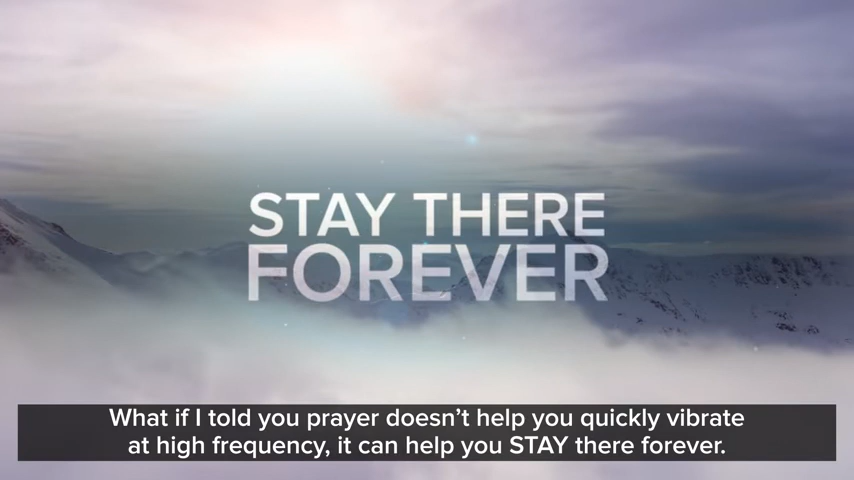 STAY THERE
FOREVER
What if I told you prayer doesn't help you quickly vibrate
at high frequency, it can help you STAY there forever.